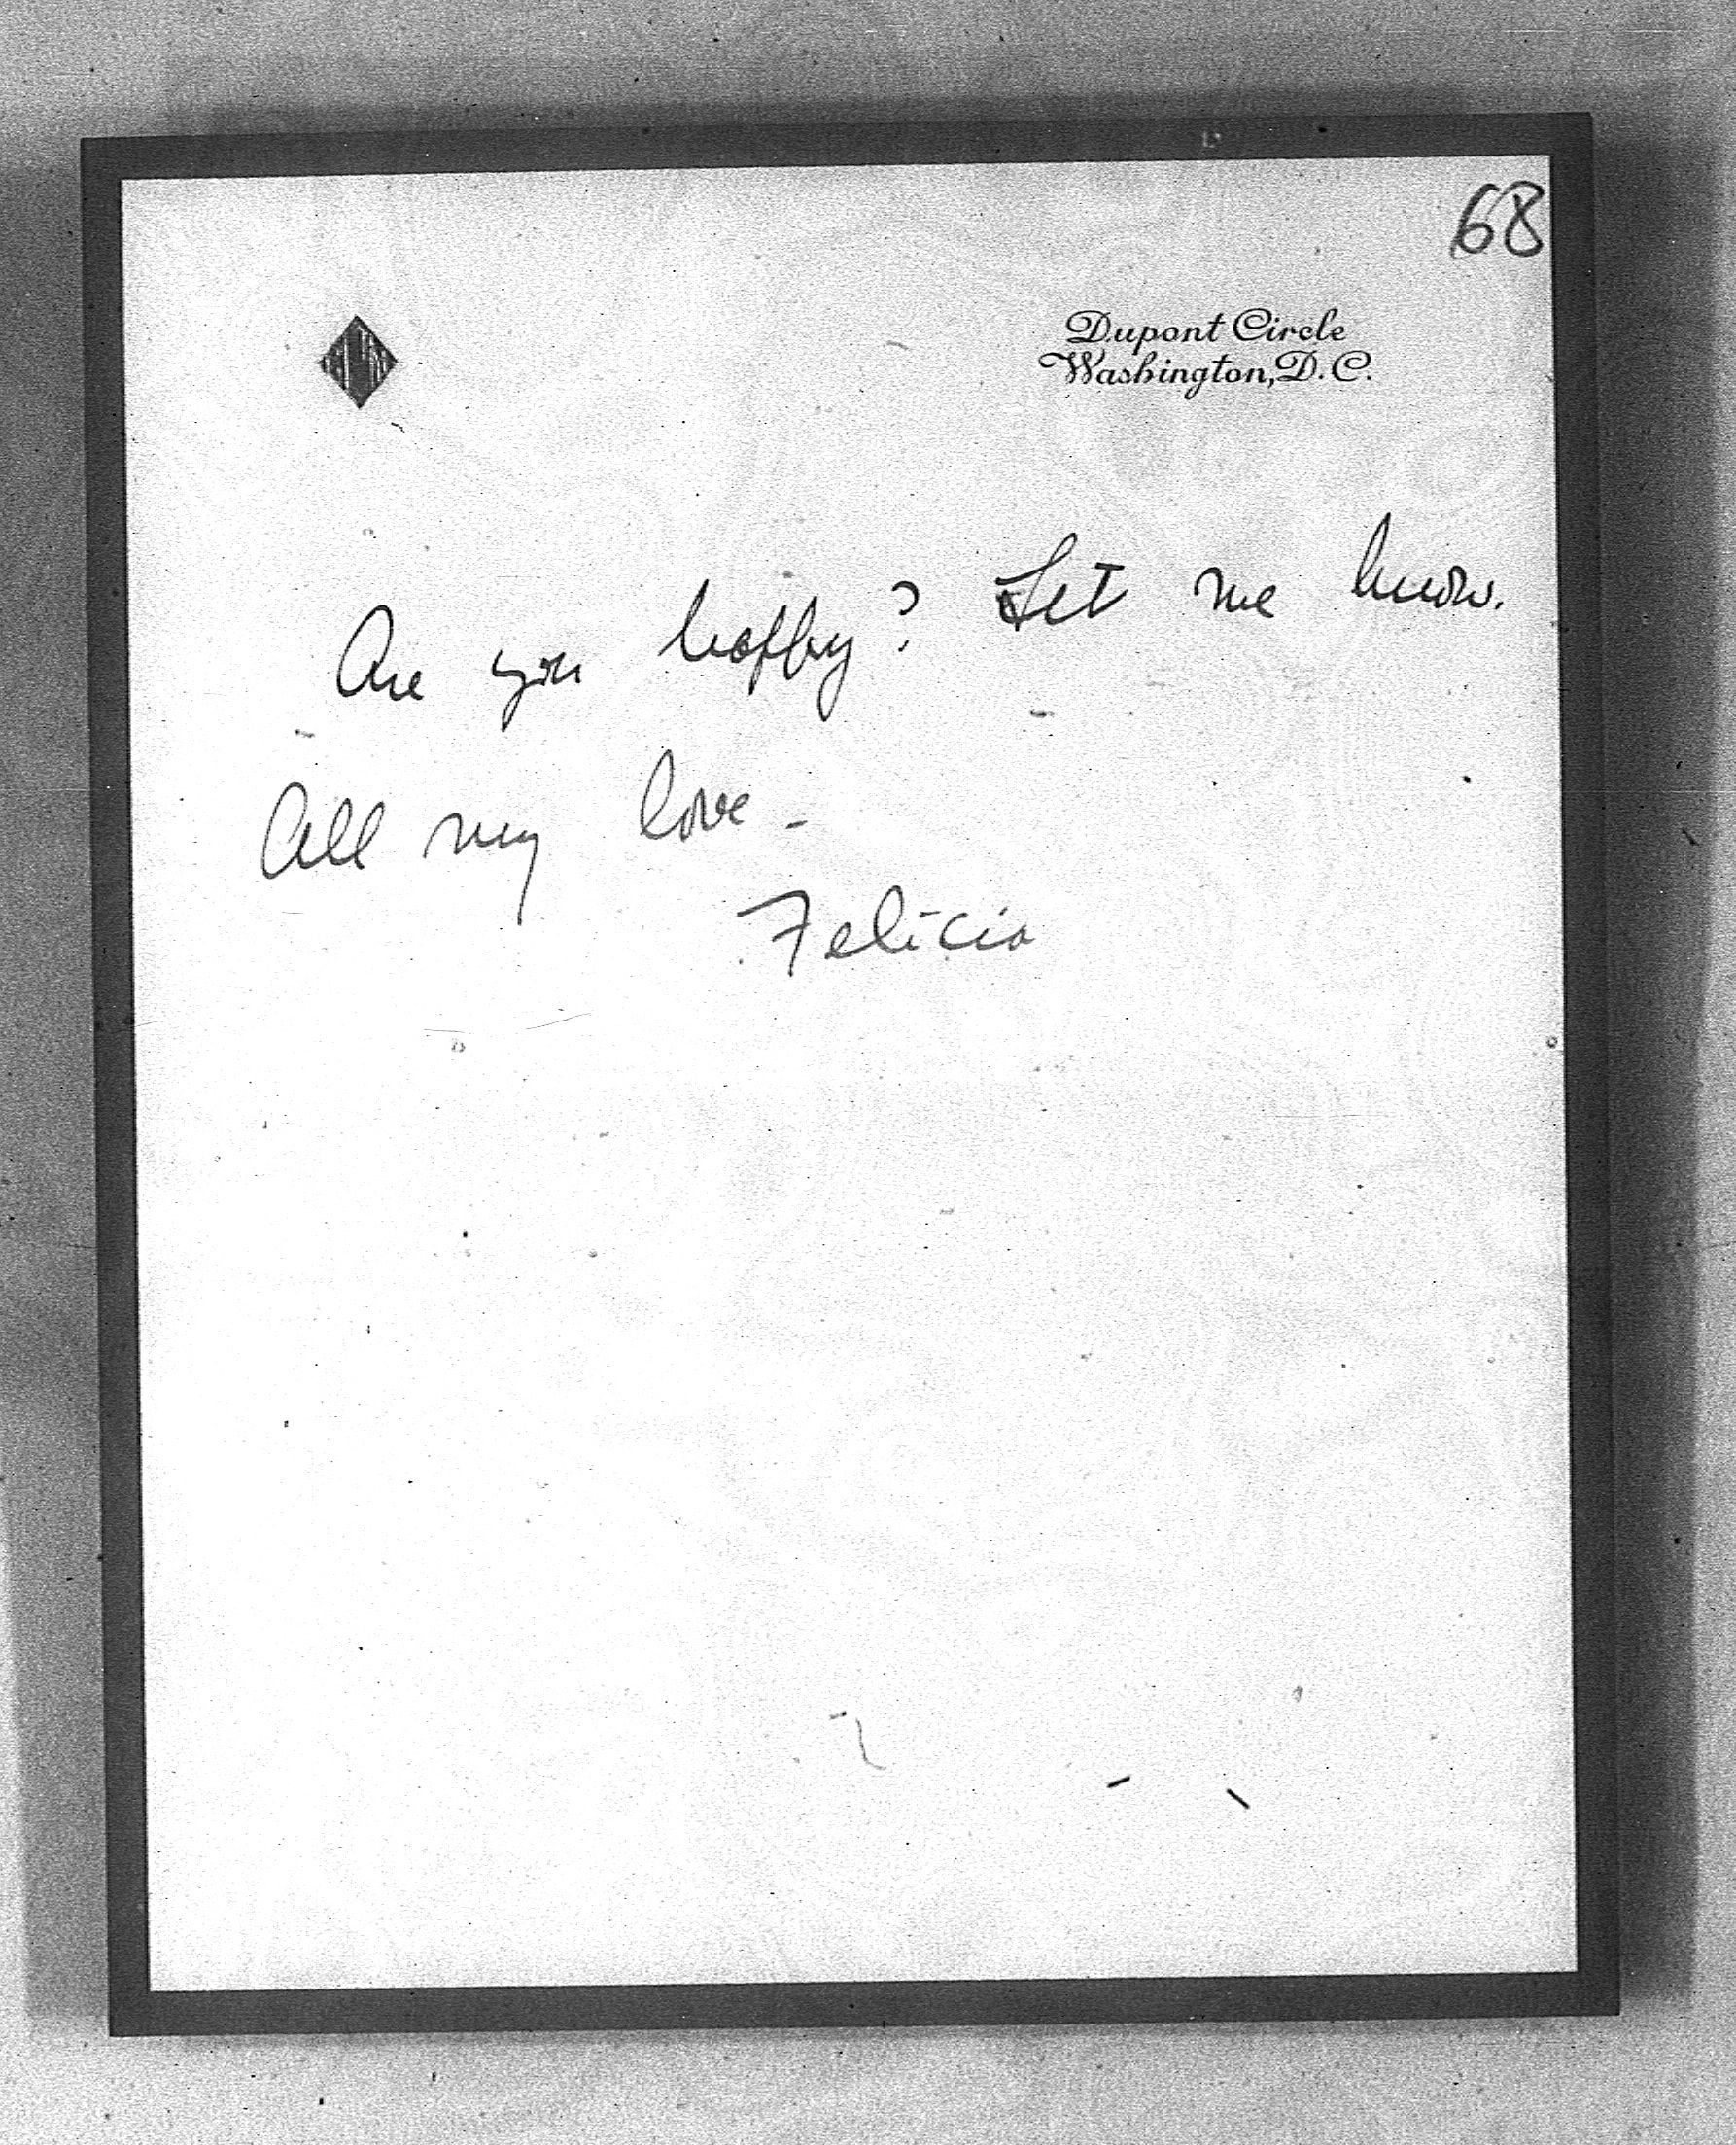 68
Dupont Circle
Washington, D.C.
Are you happy? Let me know.
All my love -
Felicia